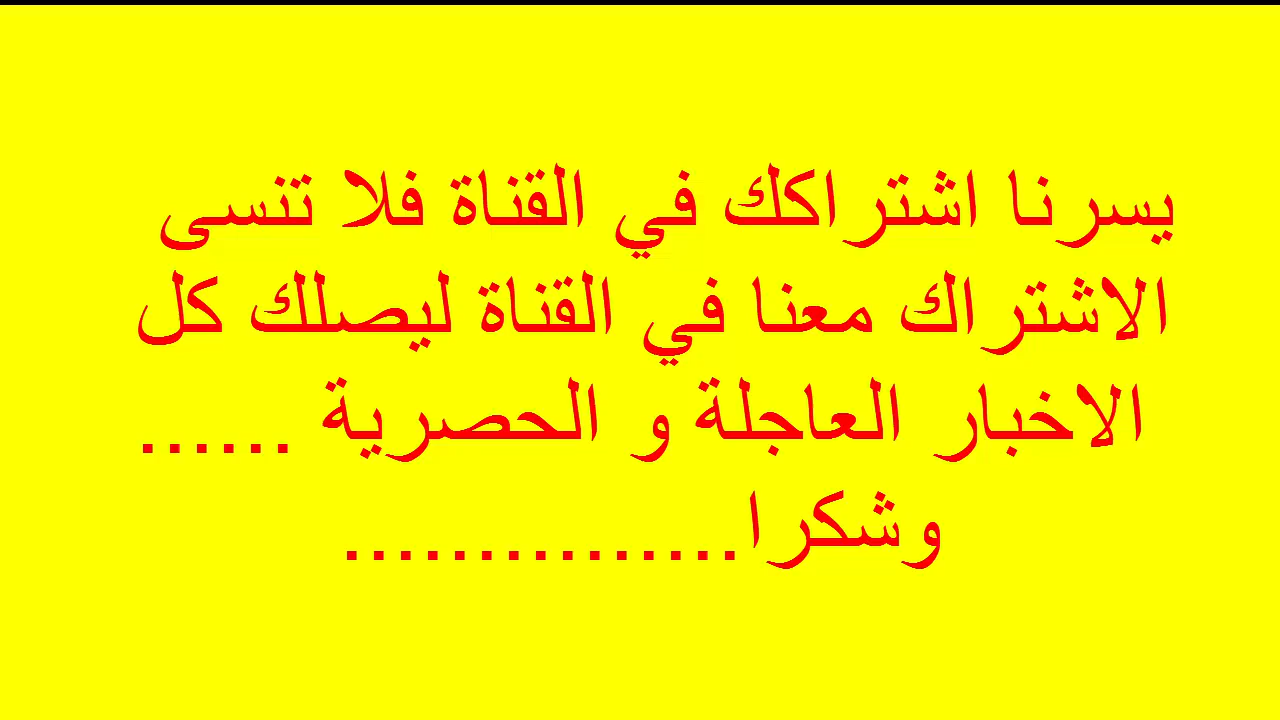 يسرنا اشتراكك في القناة فلا تنسى
الاشتراك معنا في القناة ليصلك كل
الاخبار العاجلة و الحصرية ......
وشكرا...............